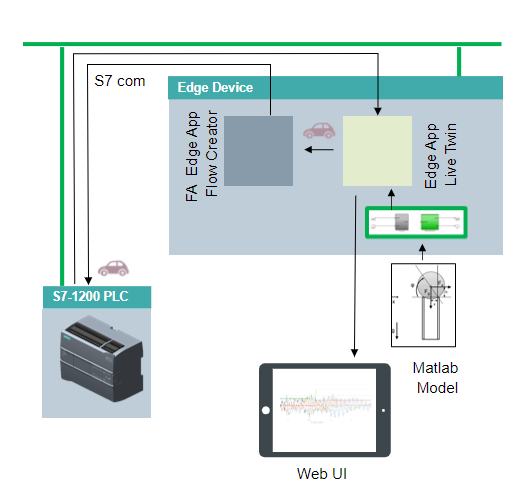 S7 com
Edge Device
FA Edge App
Flow Creator
Edge App
Live Twin
S7-1200 PLC
Matlab
Model
Web UI